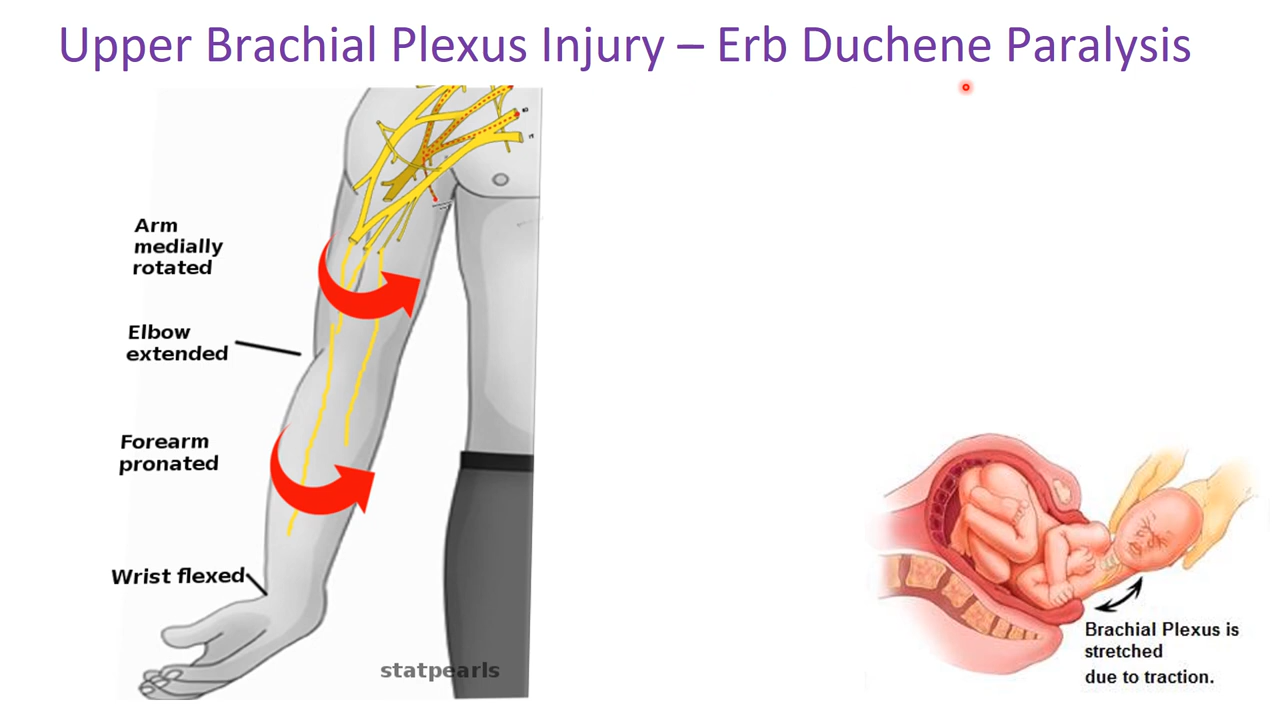 Upper Brachial Plexus Injury – Erb Duchene Paralysis
Arm
medially
rotated
Elbow
extended
Forearm
pronated
Wrist flexed
statpearls
Brachial Plexus is
stretched
due to traction.